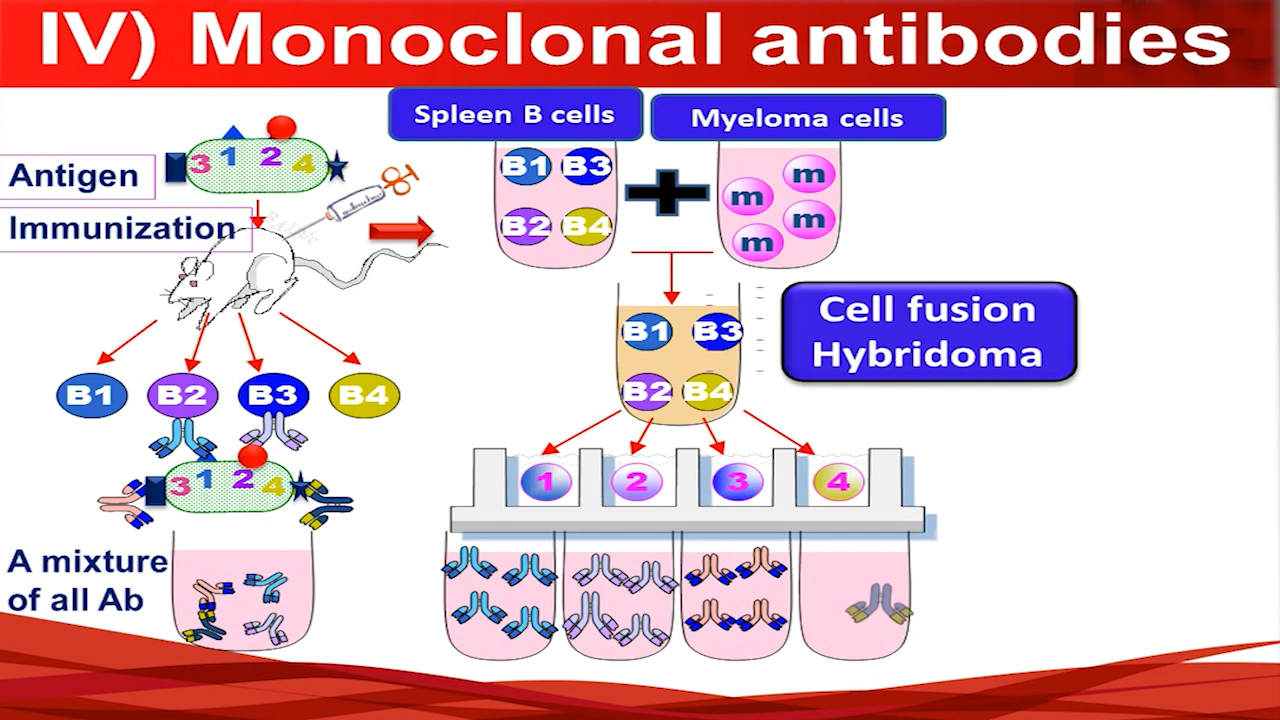 IV) Monoclonal antibodies
Spleen B cells
Myeloma cells
3 1 2 4
Antigen
Immunization
B1 B3
B2 B4
m
m
m
m
Cell fusion
Hybridoma
B1 B3
B2 B4
B1 B2 B3 B4
3 1 2 4
1 2 3 4
A mixture
of all Ab